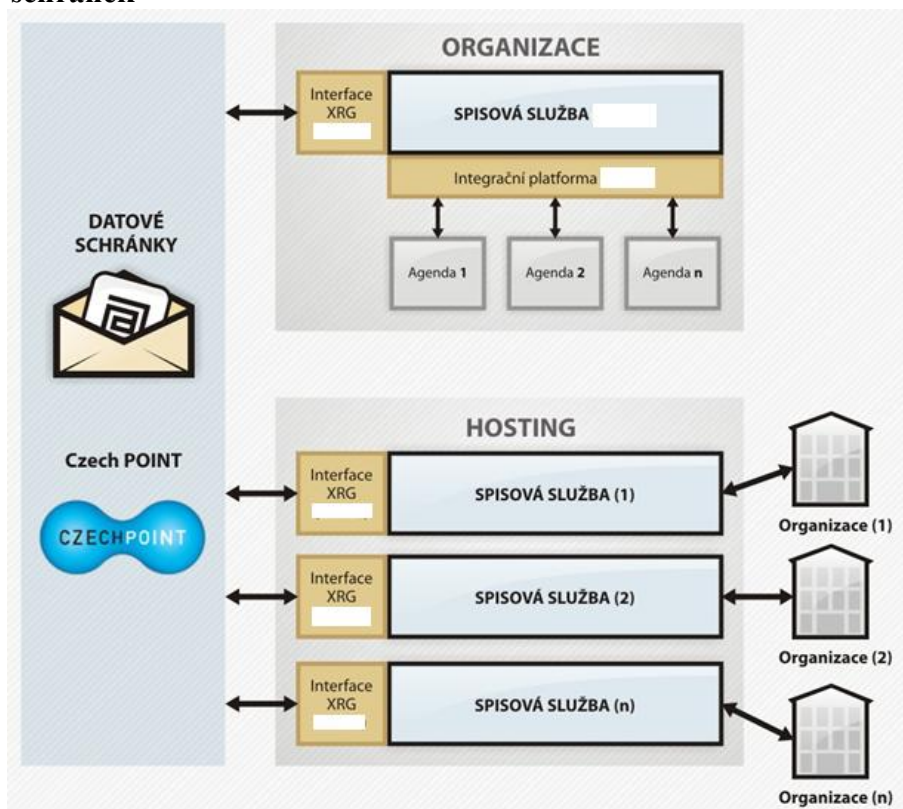 schránek
ORGANIZACE
Interface
XRG
SPISOVÁ SLUŽBA
Integrační platforma
DATOVÉ
SCHRÁNKY
Agenda 1
Agenda 2
Agenda n
HOSTING
Czech POINT
CZECHPOINT
Interface
XRG
SPISOVÁ SLUŽBA (1)
Organizace (1)
Interface
XRG
SPISOVÁ SLUŽBA (2)
Organizace (2)
Interface
XRG
SPISOVÁ SLUŽBA (n)
Organizace (n)